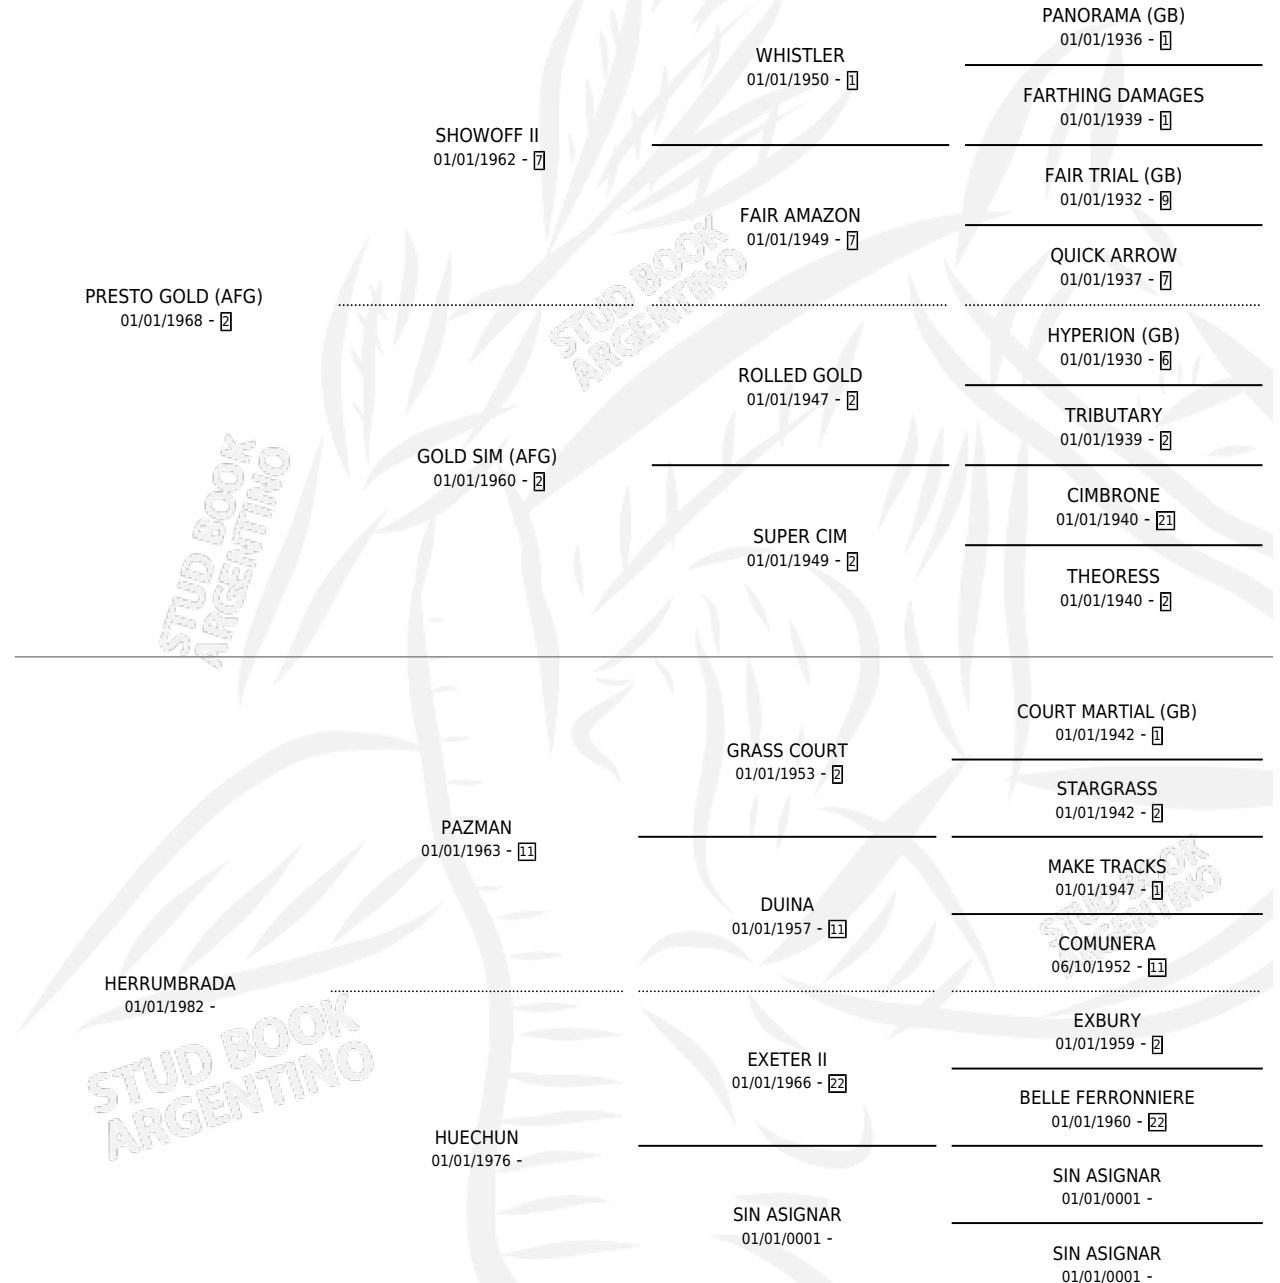 PANORAMA (GB)
01/01/1936 - 1
WHISTLER
01/01/1950 - 1
FARTHING DAMAGES
01/01/1939 - 1
SHOWOFF II
01/01/1962 - 7
FAIR TRIAL (GB)
01/01/1932 - 9
FAIR AMAZON
01/01/1949 - 7
QUICK ARROW
01/01/1937 - 7
PRESTO GOLD (AFG)
01/01/1968 - 2
HYPERION (GB)
01/01/1930 - 6
ROLLED GOLD
01/01/1947 - 2
TRIBUTARY
01/01/1939 - 2
GOLD SIM (AFG)
01/01/1960 - 2
CIMBRONE
01/01/1940 - 21
SUPER CIM
01/01/1949 - 2
THEORESS
01/01/1940 - 2
COURT MARTIAL (GB)
01/01/1942 - 1
GRASS COURT
01/01/1953 - 2
STARGRASS
01/01/1942 - 2
PAZMAN
01/01/1963 - 11
MAKE TRACKS
01/01/1947 - 1
DUINA
01/01/1957 - 11
COMUNERA
06/10/1952 - 11
HERRUMBRADA
01/01/1982 -
EXBURY
01/01/1959 - 2
EXETER II
01/01/1966 - 22
BELLE FERRONNIERE
01/01/1960 - 22
HUECHUN
01/01/1976 -
SIN ASIGNAR
01/01/0001 -
SIN ASIGNAR
01/01/0001 -
SIN ASIGNAR
01/01/0001 -
STUD BOOK
ARGENTINO
STUD BOOK
ARGENTINO
STUD BOOK
ARGENTINO
STUD BOOK
ARGENTINO